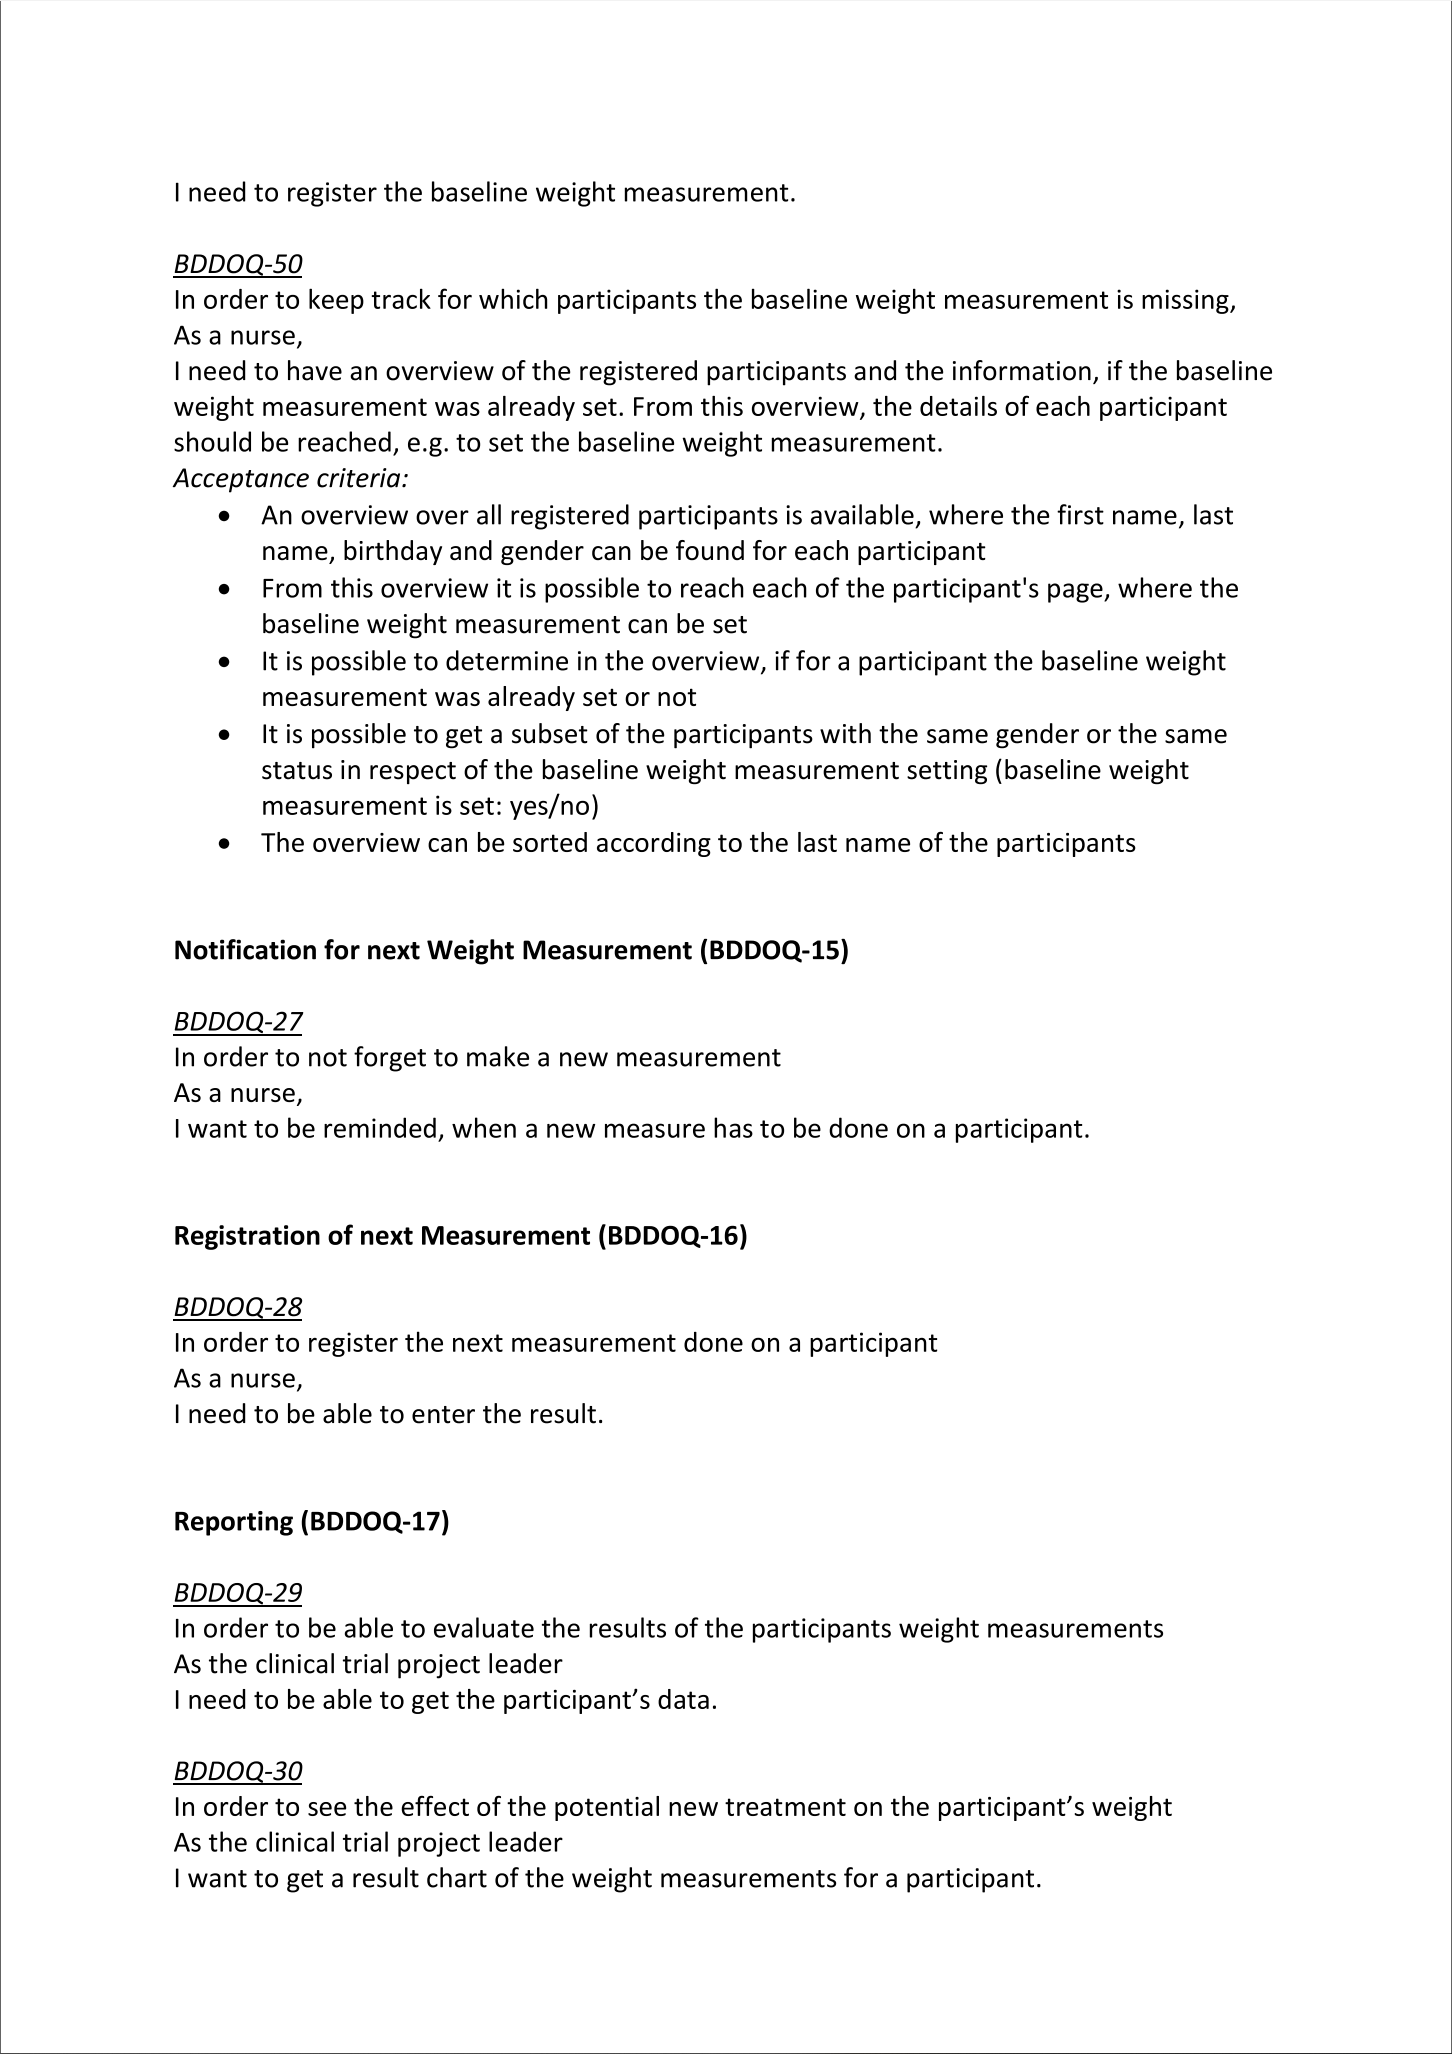 I need to register the baseline weight measurement.
BDDOQ-50
In order to keep track for which participants the baseline weight measurement is missing,
As a nurse,
I need to have an overview of the registered participants and the information, if the baseline
weight measurement was already set. From this overview, the details of each participant
should be reached, e.g. to set the baseline weight measurement.
Acceptance criteria:
• An overview over all registered participants is available, where the first name, last
name, birthday and gender can be found for each participant
• From this overview it is possible to reach each of the participant's page, where the
baseline weight measurement can be set
• It is possible to determine in the overview, if for a participant the baseline weight
measurement was already set or not
• It is possible to get a subset of the participants with the same gender or the same
status in respect of the baseline weight measurement setting (baseline weight
measurement is set: yes/no)
• The overview can be sorted according to the last name of the participants
Notification for next Weight Measurement (BDDOQ-15)
BDDOQ-27
In order to not forget to make a new measurement
As a nurse,
I want to be reminded, when a new measure has to be done on a participant.
Registration of next Measurement (BDDOQ-16)
BDDOQ-28
In order to register the next measurement done on a participant
As a nurse,
I need to be able to enter the result.
Reporting (BDDOQ-17)
BDDOQ-29
In order to be able to evaluate the results of the participants weight measurements
As the clinical trial project leader
I need to be able to get the participant’s data.
BDDOQ-30
In order to see the effect of the potential new treatment on the participant’s weight
As the clinical trial project leader
I want to get a result chart of the weight measurements for a participant.